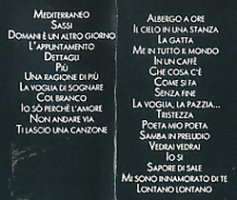 MEDITERRANEO
SASSI
DOMANI È UN ALTRO GIORNO
L'APPUNTAMENTO
DETTAGLI
PIÙ
UNA RAGIONE DI PIÙ
LA VOGLIA DI SOGNARE
COL BRANCO
IO SÒ PERCHÈ L'AMORE
NON ANDARE VIA
TI LASCIO UNA CANZONE
ALBERGO A ORE
IL CIELO IN UNA STANZA
LA GATTA
ME IN TUTTO IL MONDO
IN UN CAFFÈ
CHE COSA C'È
COME SI FA
SENZA FINE
LA VOGLIA, LA PAZZIA...
TRISTEZZA
POETA MIO POETA
SAMBA IN PRELUDIO
VEDRAI VEDRAI
IO SI
SAPORE DI SALE
MI SONO INNAMORATO DI TE
LONTANO LONTANO